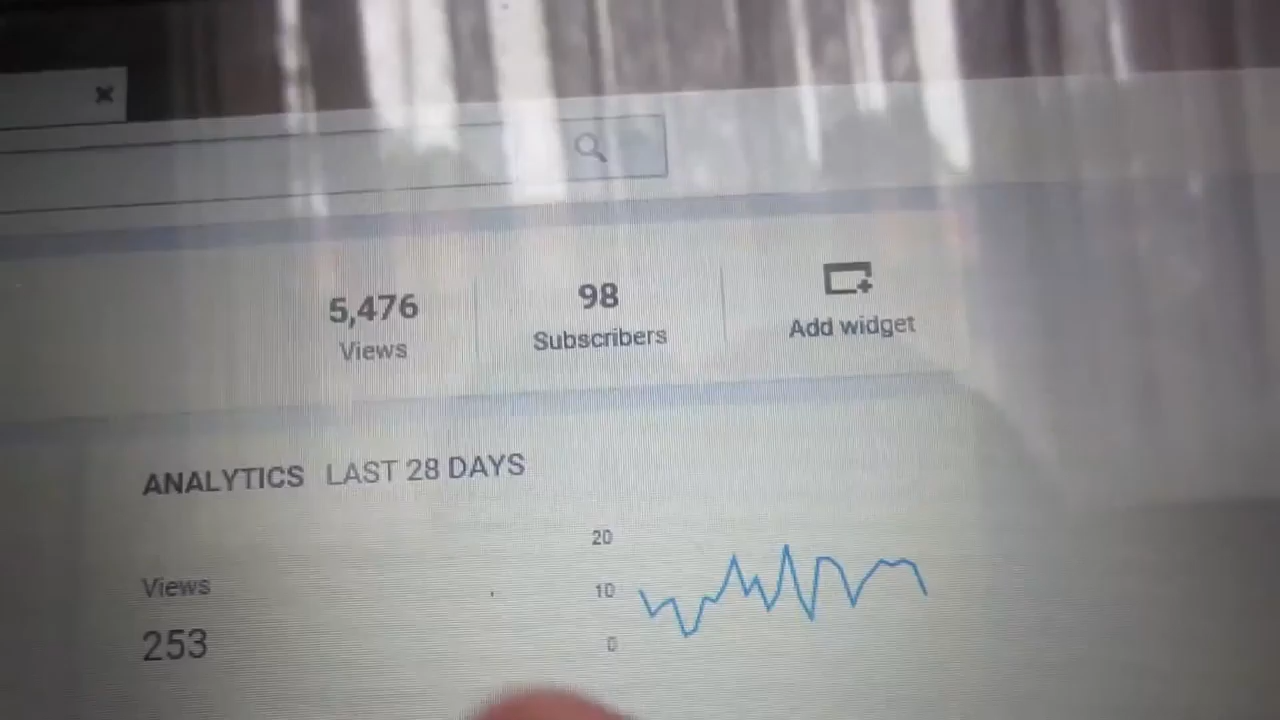 5,476
Views
98
Subscribers
Add widget
ANALYTICS LAST 28 DAYS
Views
253
20
10
0